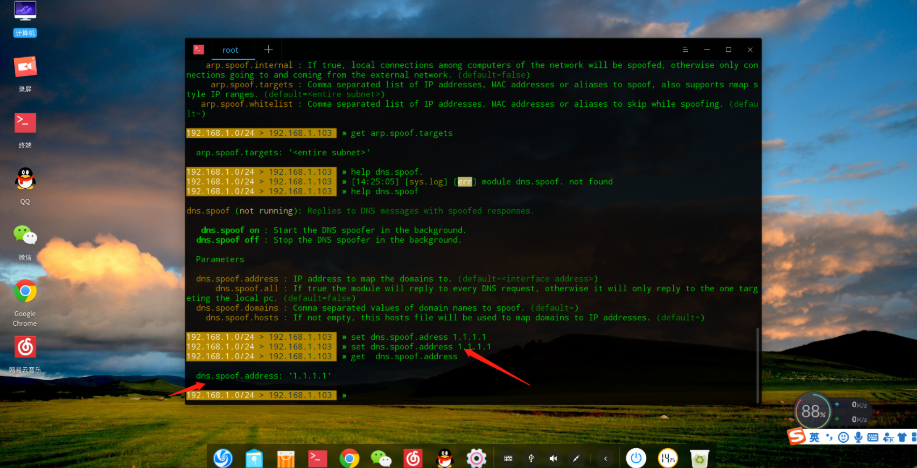 计算机
录屏
终端
QQ
微信
Google
Chrome
网易云音乐
root
arp.spoof.internal : If true, local connections among computers of the network will be spoofed, otherwise only con
nections going to and coming from the external network. (default=false)
arp.spoof.targets : Comma separated list of IP addresses, MAC addresses or aliases to spoof, also supports nmap s
tyle IP ranges. (default=<entire subnet>)
arp.spoof.whitelist : Comma separated list of IP addresses, MAC addresses or aliases to skip while spoofing. (defau
lt=)
192.168.1.0/24 > 192.168.1.103 » get arp.spoof.targets
arp.spoof.targets: '<entire subnet>'
192.168.1.0/24 > 192.168.1.103 » help dns.spoof.
192.168.1.0/24 > 192.168.1.103 » [14:25:05] [sys.log] [err] module dns.spoof. not found
192.168.1.0/24 > 192.168.1.103 » help dns.spoof
dns.spoof (not running): Replies to DNS messages with spoofed responses.
dns.spoof on : Start the DNS spoofer in the background.
dns.spoof off : Stop the DNS spoofer in the background.
Parameters
dns.spoof.address : IP address to map the domains to. (default=<interface address>)
dns.spoof.all : If true the module will reply to every DNS request, otherwise it will only reply to the one targ
eting the local pc. (default=false)
dns.spoof.domains : Comma separated values of domain names to spoof. (default=)
dns.spoof.hosts : If not empty, this hosts file will be used to map domains to IP addresses. (default=)
192.168.1.0/24 > 192.168.1.103 » set dns.spoof.adress 1.1.1.1
192.168.1.0/24 > 192.168.1.103 » set dns.spoof.address 1.1.1.1
192.168.1.0/24 > 192.168.1.103 » get dns.spoof.address
dns.spoof.address: '1.1.1.1'
192.168.1.0/24 > 192.168.1.103 »
88%
0K/s
0K/s
英